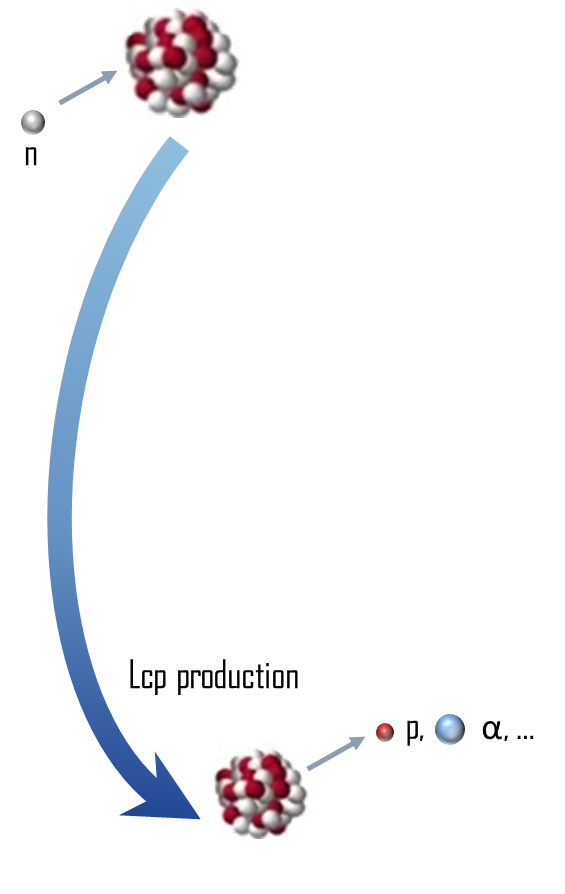 n
Lcp production
p, α, ...